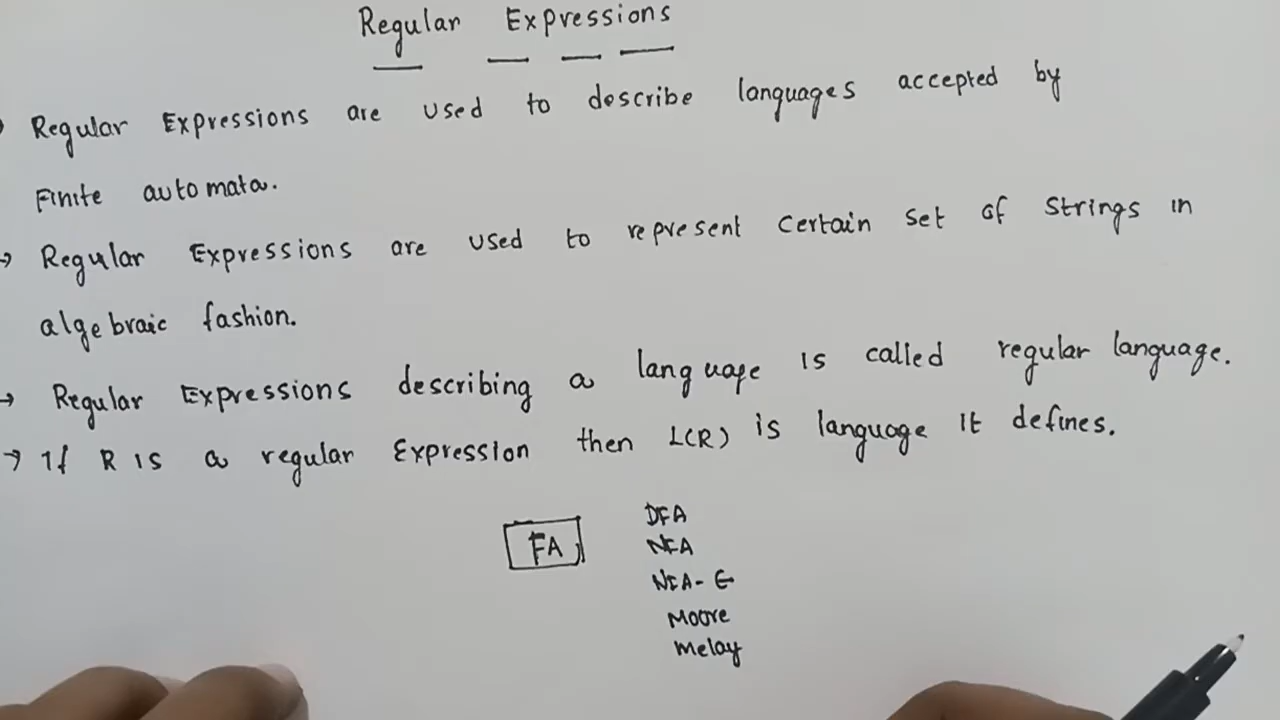 Regular Expressions
→ Regular Expressions are used to describe languages accepted by
Finite automata.
→ Regular Expressions are used to represent certain set of strings in
algebraic fashion.
→ Regular Expressions describing a language is called regular language.
→ If R is a regular Expression then L(R) is language it defines.
FA
DFA
NFA
NFA-ϵ
Moore
Melay